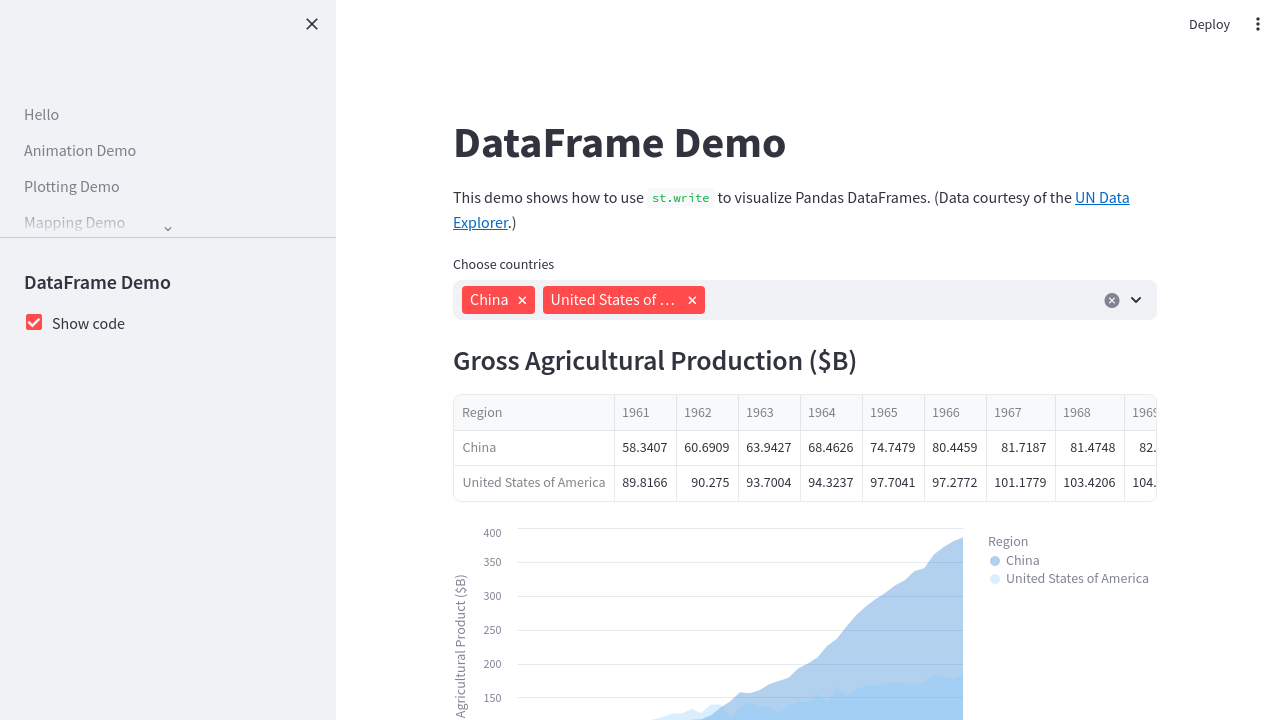 Deploy
Hello
Animation Demo
Plotting Demo
Mapping Demo
DataFrame Demo
Show code
DataFrame Demo
This demo shows how to use st.write to visualize Pandas DataFrames. (Data courtesy of the UN Data
Explorer.)
Choose countries
China United States of …
Gross Agricultural Production ($B)
Region 1961 1962 1963 1964 1965 1966 1967 1968 1969
China 58.3407 60.6909 63.9427 68.4626 74.7479 80.4459 81.7187 81.4748 82.
United States of America 89.8166 90.275 93.7004 94.3237 97.7041 97.2772 101.1779 103.4206 104.
400
350
300
250
200
150
Agricultural Product ($B)
Region
China
United States of America